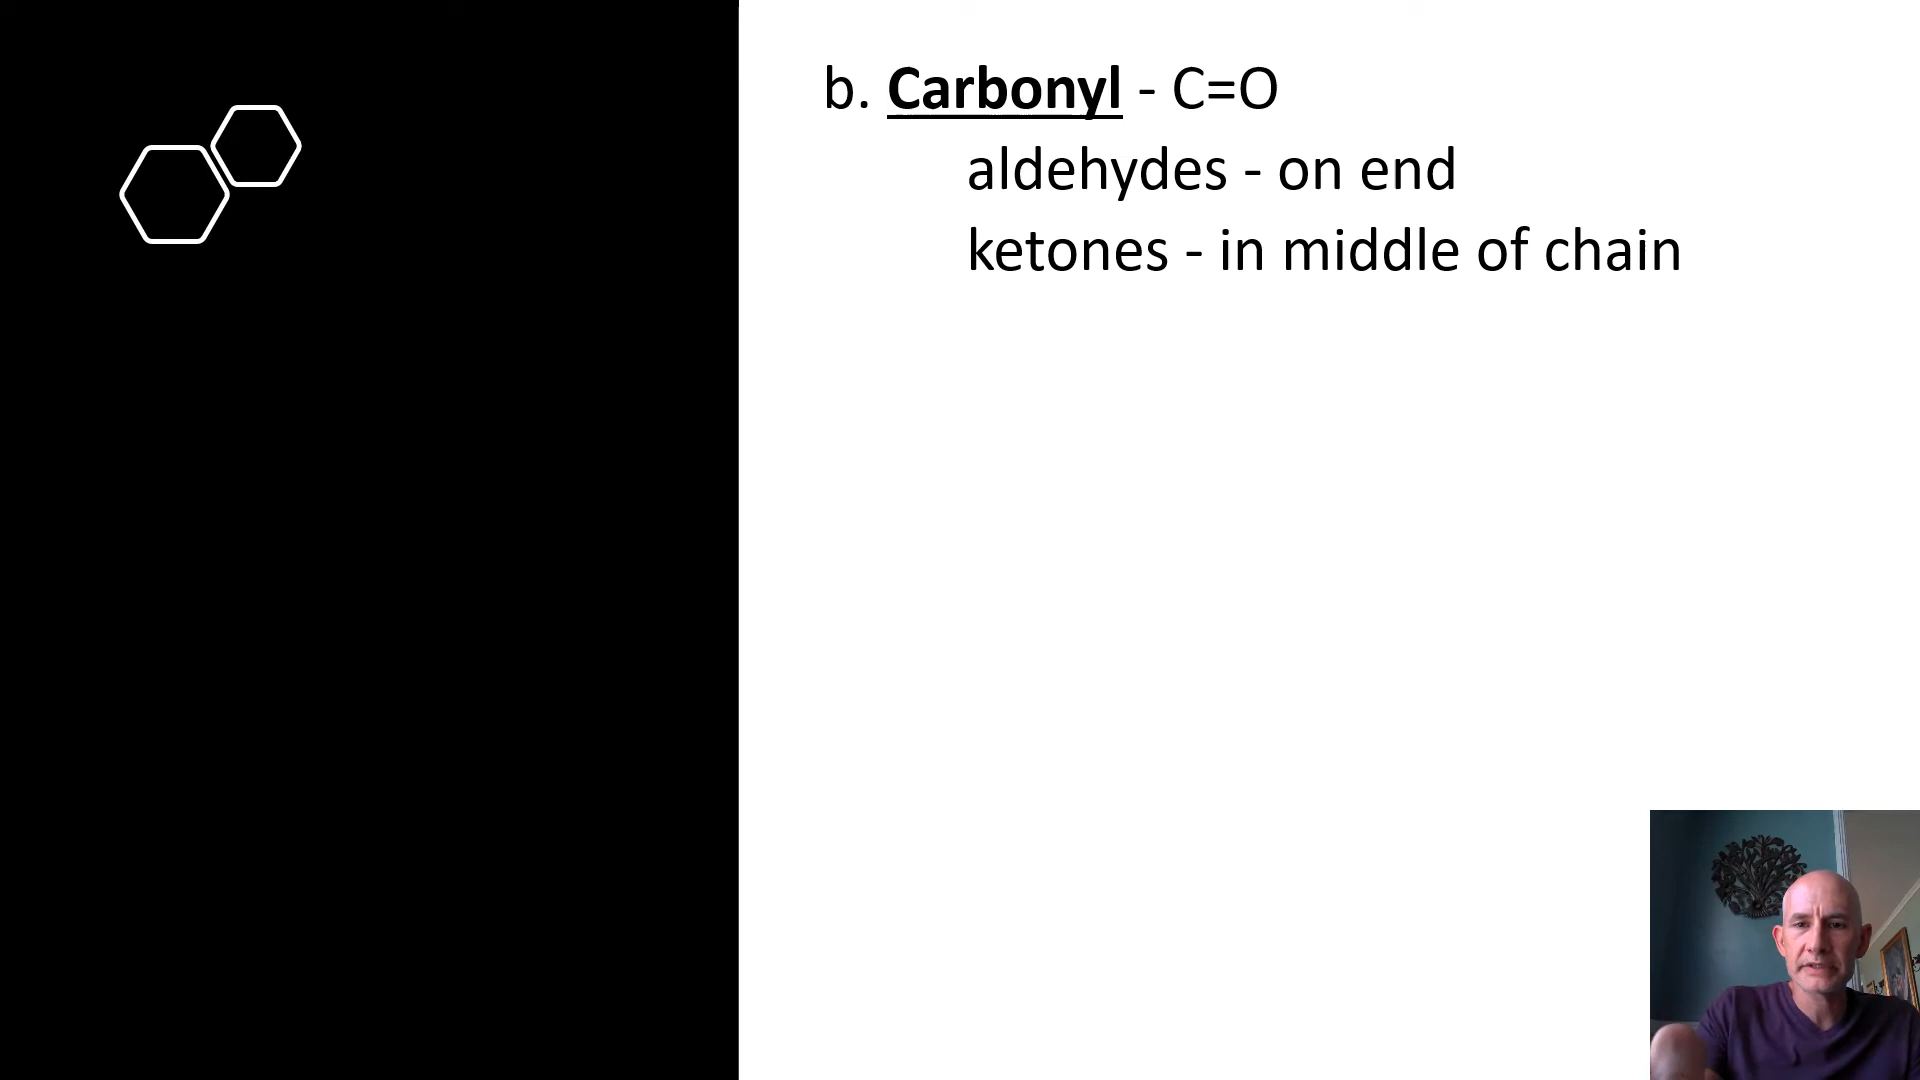 b. Carbonyl - C=O
aldehydes - on end
ketones - in middle of chain